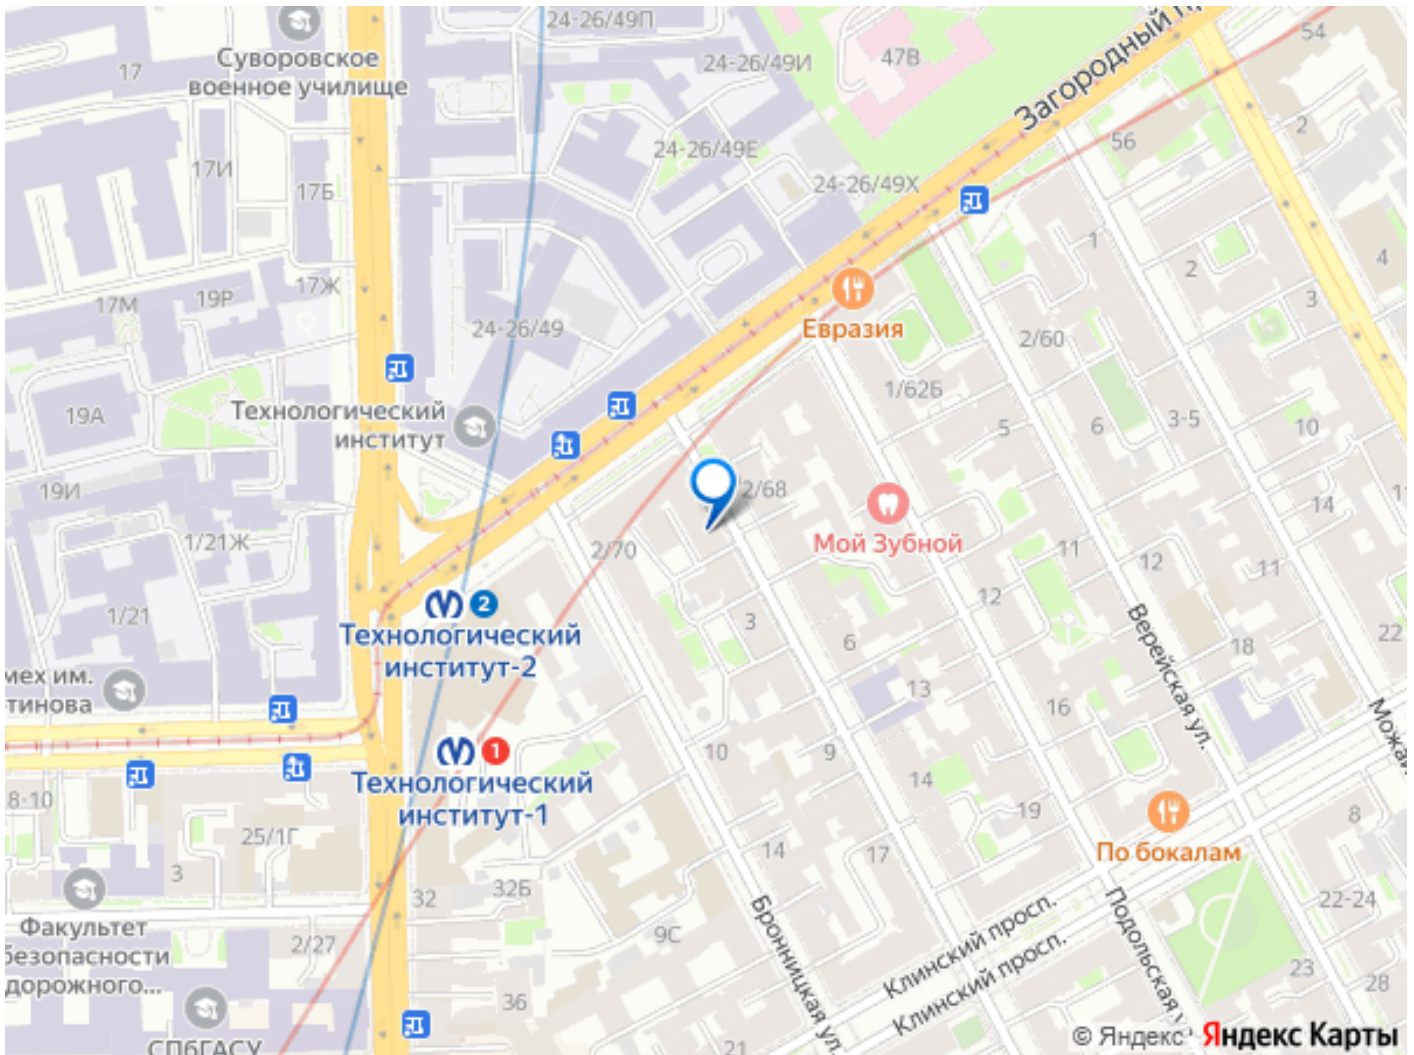 24-26/49П
Суворовское
военное училище
17
24-26/49И
47В
Загородный
54
56
2
17И
17Б
24-26/49Е
24-26/49Х
1
2
4
17М
19Р
17Ж
24-26/49
Евразия
3
2/60
1/62Б
19А
Технологический
институт
5
6
3-5
10
19И
2/68
14
1/21Ж
2/70
Мой Зубной
11
12
11
1/21
2
Технологический
институт-2
3
6
12
Верейская ул.
18
22
мех им.
тинова
13
16
1
Технологический
институт-1
10
9
14
19
8-10
25/1Г
По бокалам
8
3
14
17
32
32Б
22-24
Факультет
безопасности
дорожного...
2/27
9С
Бронницкая ул.
Клинский просп.
Клинский просп.
Подольская
23
28
36
СПбГАСУ
21
© Яндекс
Яндекс Карты